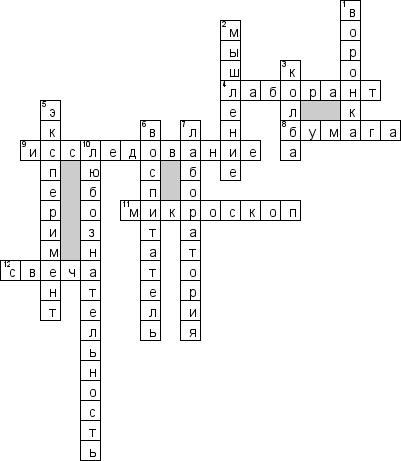 1 воронка
2 мышление
3 колба
4 лаборант
5 эксперимент
6 воспитатель
7 лаборатория
8 бумага
9 исследование
10 любознательность
11 микроскоп
12 свеча